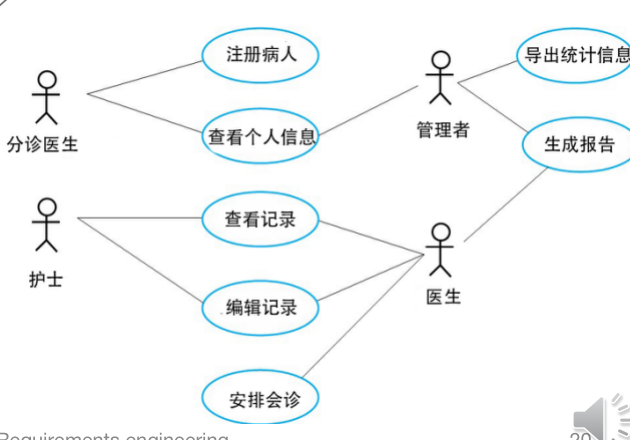 注册病人
导出统计信息
分诊医生
查看个人信息
管理者
生成报告
查看记录
护士
医生
编辑记录
安排会诊
Requirements engineering
20